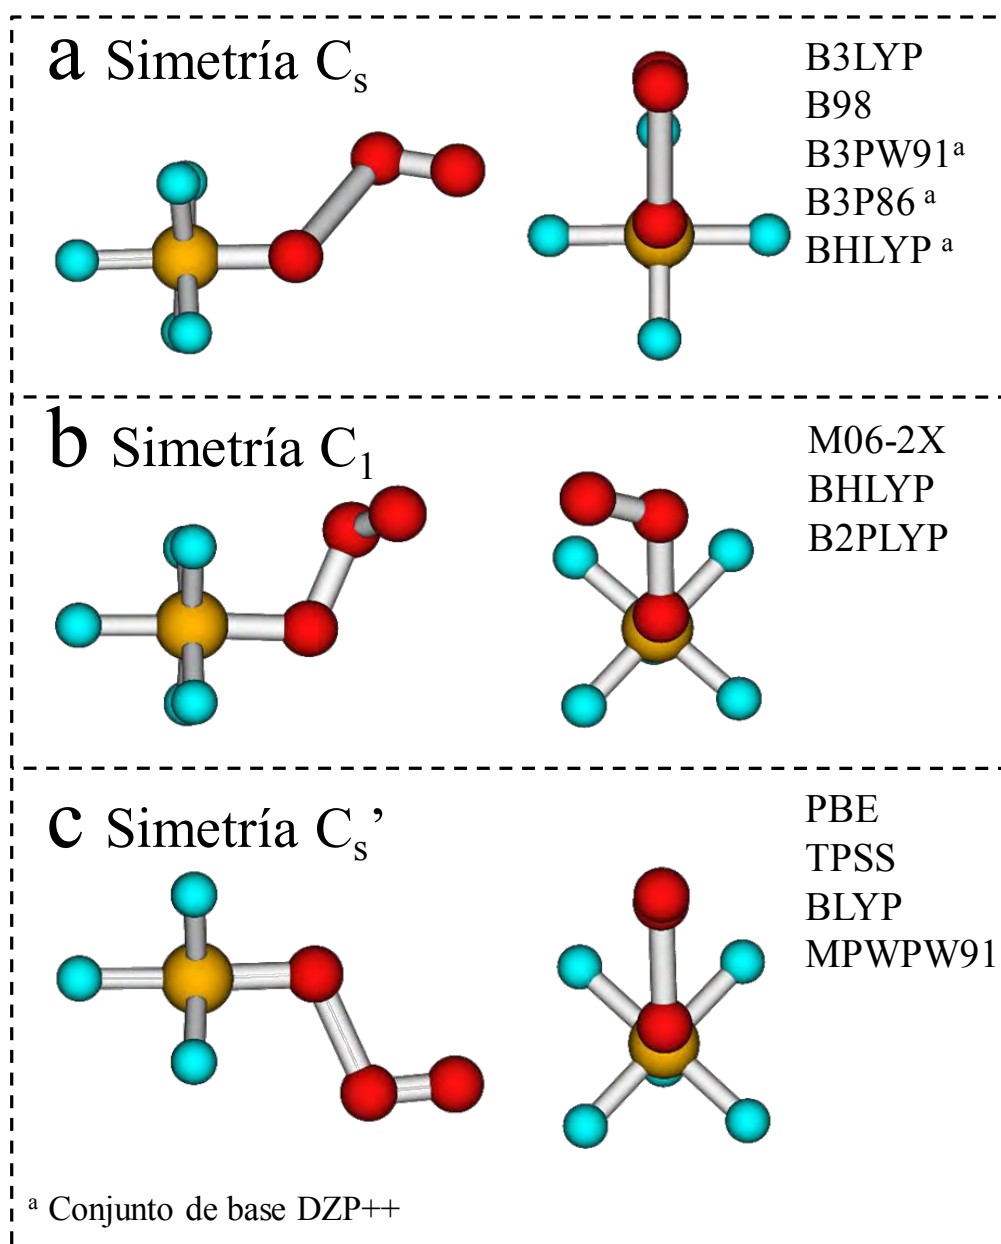 a Simetría Cs
B3LYP
B98
B3PW91ᵃ
B3P86 ᵃ
BHLYP ᵃ
b Simetría C1
M06-2X
BHLYP
B2PLYP
c Simetría Cs’
PBE
TPSS
BLYP
MPWPW91
ᵃ Conjunto de base DZP++